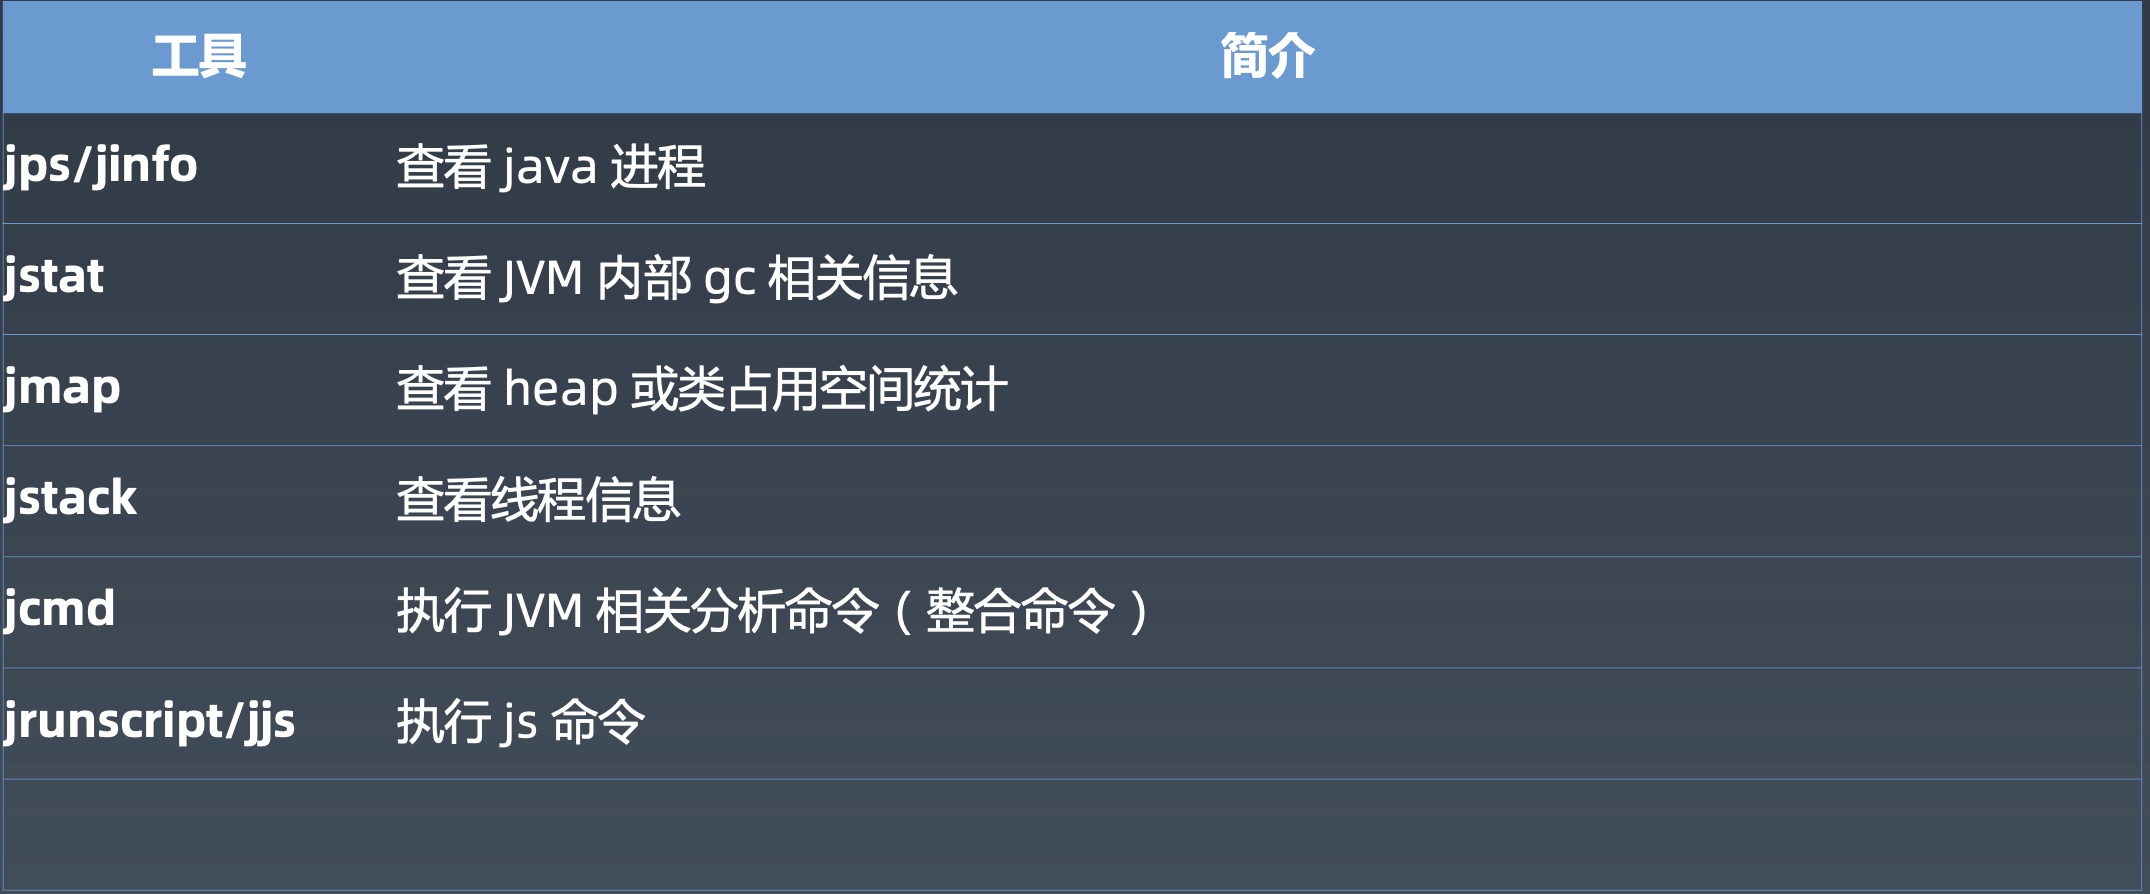 工具 简介
jps/jinfo 查看 java 进程
jstat 查看 JVM 内部 gc 相关信息
jmap 查看 heap 或类占用空间统计
jstack 查看线程信息
jcmd 执行 JVM 相关分析命令（整合命令）
jrunscript/jjs 执行 js 命令